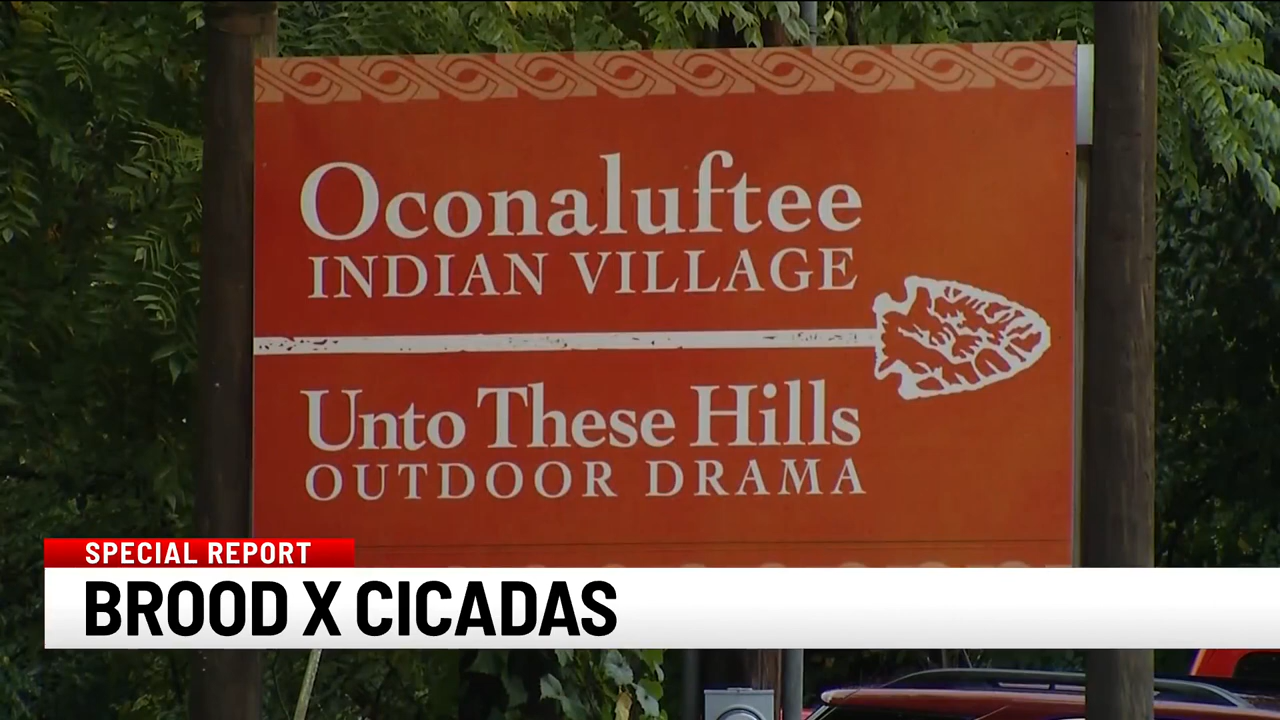 Oconaluftee
INDIAN VILLAGE
Unto These Hills
OUTDOOR DRAMA
SPECIAL REPORT
BROOD X CICADAS